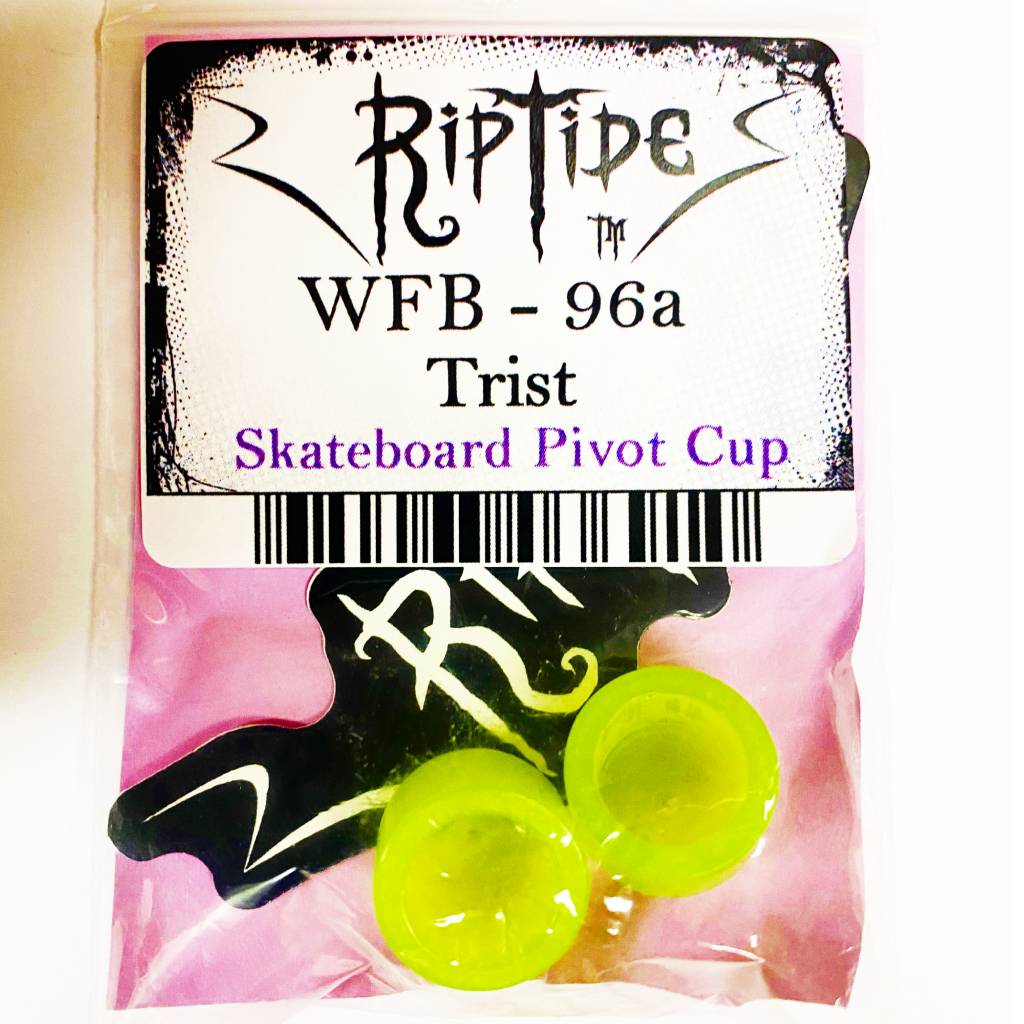 RipTide
TM
WFB - 96a
Trist
Skateboard Pivot Cup